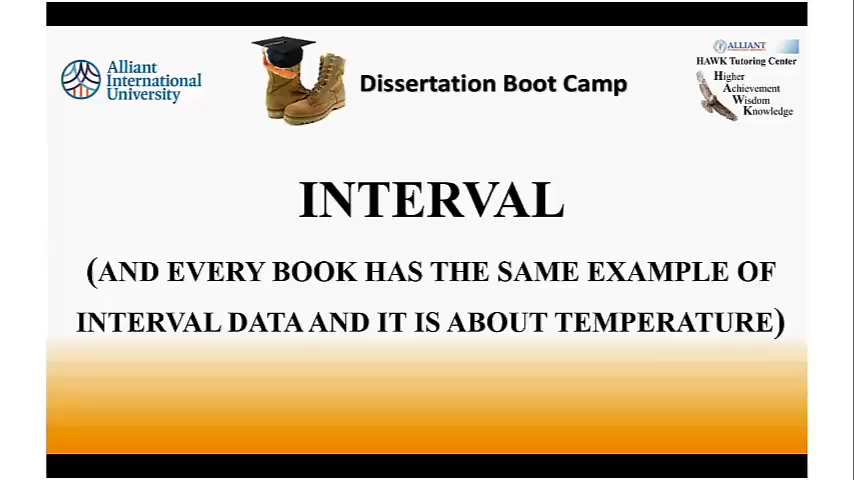 Alliant
International
University
Dissertation Boot Camp
ALLIANT
HAWK Tutoring Center
Higher
Achievement
Wisdom
Knowledge
INTERVAL
(AND EVERY BOOK HAS THE SAME EXAMPLE OF
INTERVAL DATA AND IT IS ABOUT TEMPERATURE)